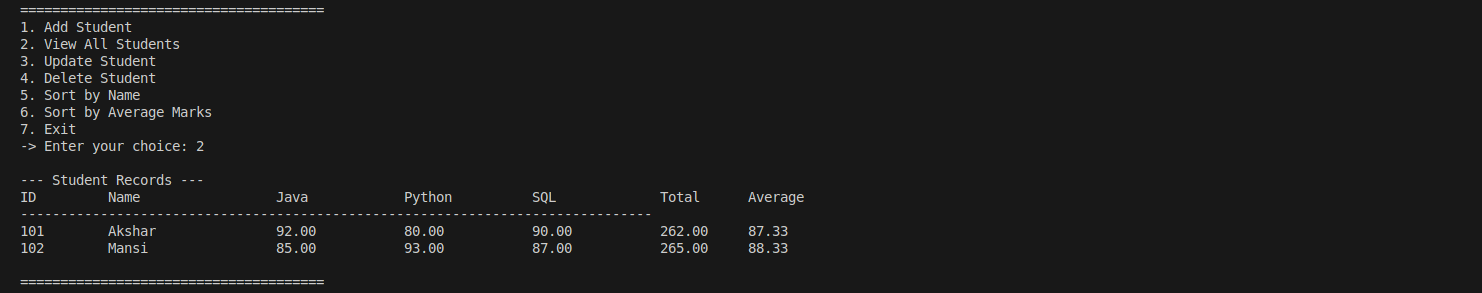 ======================================
1. Add Student
2. View All Students
3. Update Student
4. Delete Student
5. Sort by Name
6. Sort by Average Marks
7. Exit
-> Enter your choice: 2
--- Student Records ---
ID         Name                 Java            Python          SQL             Total      Average
-------------------------------------------------------------------------------
101        Akshar               92.00           80.00           90.00           262.00     87.33
102        Mansi                85.00           93.00           87.00           265.00     88.33
======================================